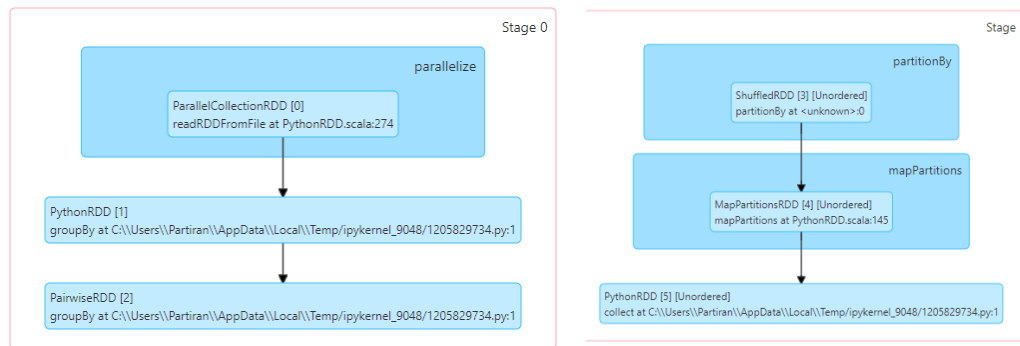 Stage 0
parallelize
ParallelCollectionRDD [0]
readRDDFromFile at PythonRDD.scala:274
PythonRDD [1]
groupBy at C:\\Users\\Partiran\\AppData\\Local\\Temp/ipykernel_9048/1205829734.py:1
PairwiseRDD [2]
groupBy at C:\\Users\\Partiran\\AppData\\Local\\Temp/ipykernel_9048/1205829734.py:1
Stage
partitionBy
ShuffledRDD [3] [Unordered]
partitionBy at <unknown>:0
mapPartitions
MapPartitionsRDD [4] [Unordered]
mapPartitions at PythonRDD.scala:145
PythonRDD [5] [Unordered]
collect at C:\\Users\\Partiran\\AppData\\Local\\Temp/ipykernel_9048/1205829734.py:1